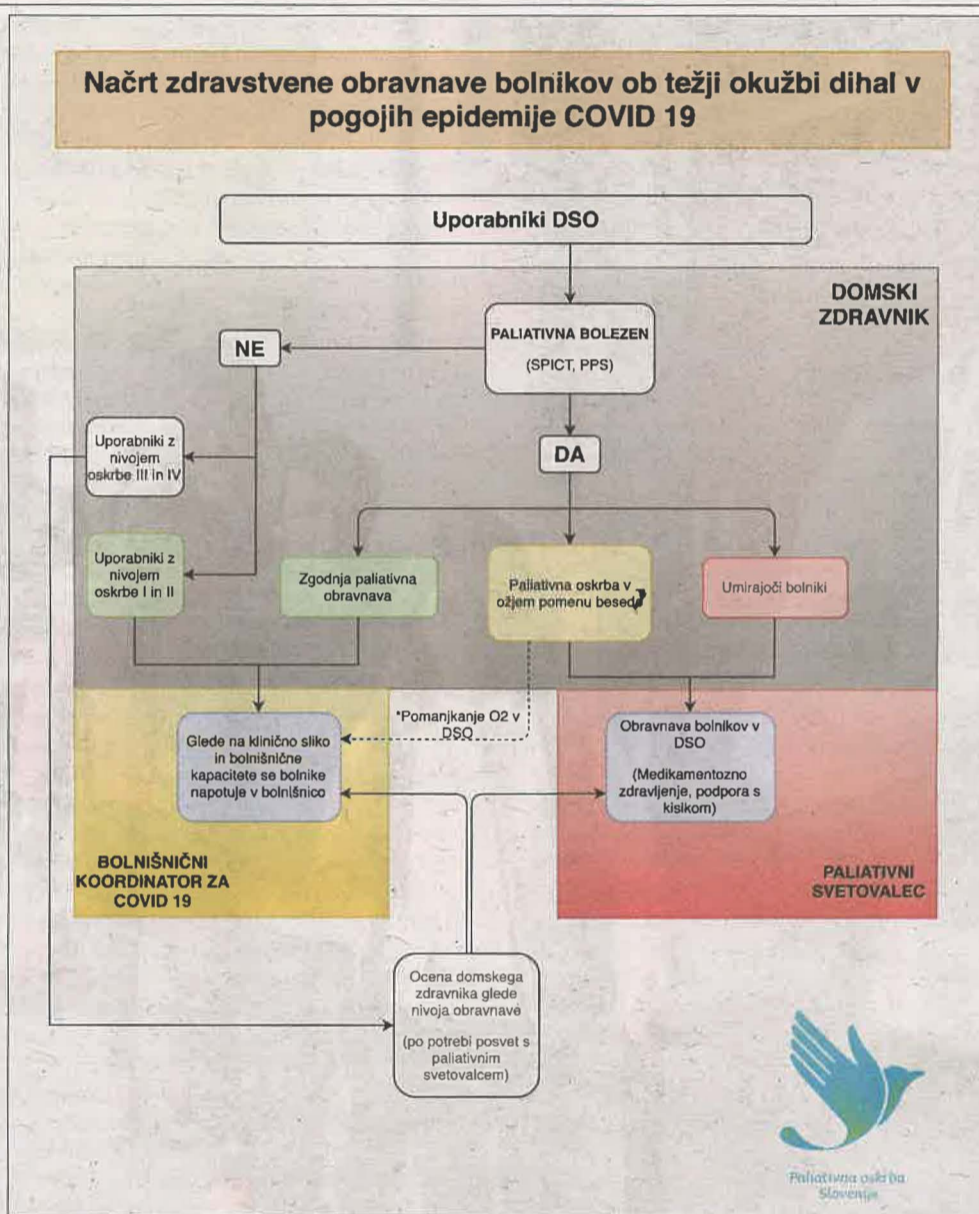 Načrt zdravstvene obravnave bolnikov ob težji okužbi dihal v
pogojih epidemije COVID 19
Uporabniki DSO
DOMSKI
ZDRAVNIK
PALIATIVNA BOLEZEN
(SPICT, PPS)
NE
DA
Uporabniki z
nivojem
oskrbe III in IV
Uporabniki z
nivojem
oskrbe I in II
Zgodnja paliativna
obravnava
Paliativna oskrba v
ožjem pomenu besede
Umirajoči bolniki
*Pomanjkanje O2 v
DSO
Glede na klinično sliko
in bolnišnične
kapacitete se bolnike
napotuje v bolnišnico
Obravnava bolnikov v
DSO
(Medikamentozno
zdravljenje, podpora s
kisikom)
BOLNIŠNIČNI
KOORDINATOR ZA
COVID 19
PALIATIVNI
SVETOVALEC
Ocena domskega
zdravnika glede
nivoja obravnave
(po potrebi posvet s
paliativnim
svetovalcem)
Paliativna oskrba
Slovenije